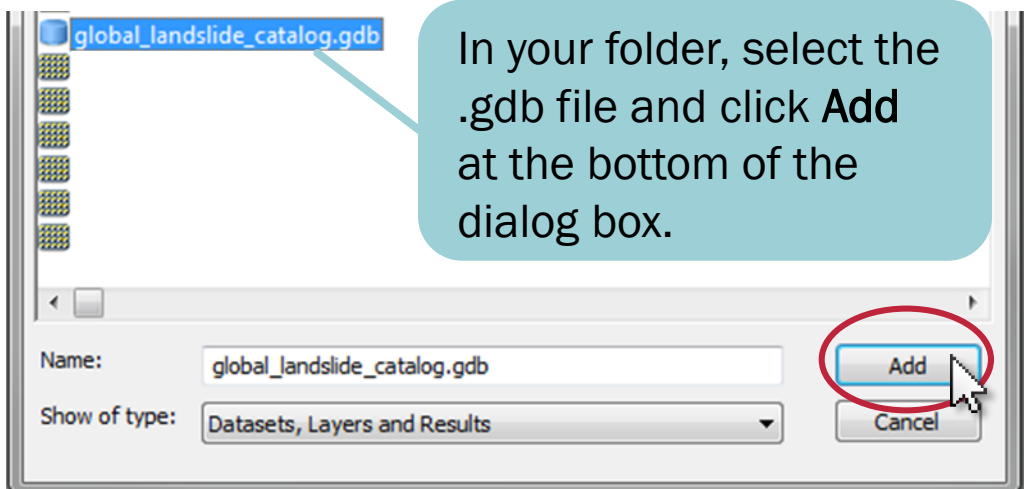 global_landslide_catalog.gdb
In your folder, select the
.gdb file and click Add
at the bottom of the
dialog box.
Name:
global_landslide_catalog.gdb
Add
Show of type:
Datasets, Layers and Results
Cancel